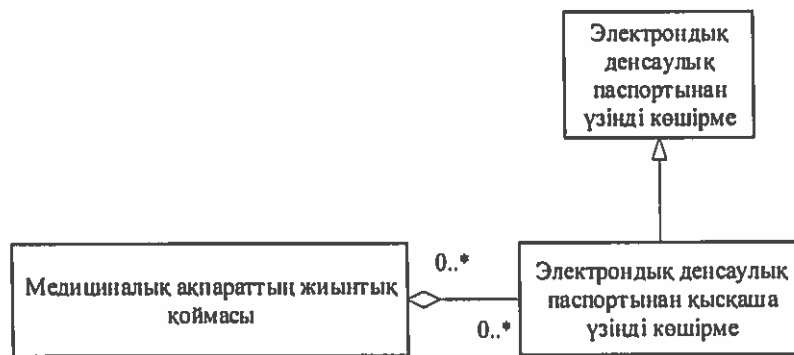 Электрондық
денсаулық
паспортынан
үзінді көшірме
0..*
Медициналық ақпараттың жиынтық
қоймасы
0..*
Электрондық денсаулық
паспортынан қысқаша
үзінді көшірме